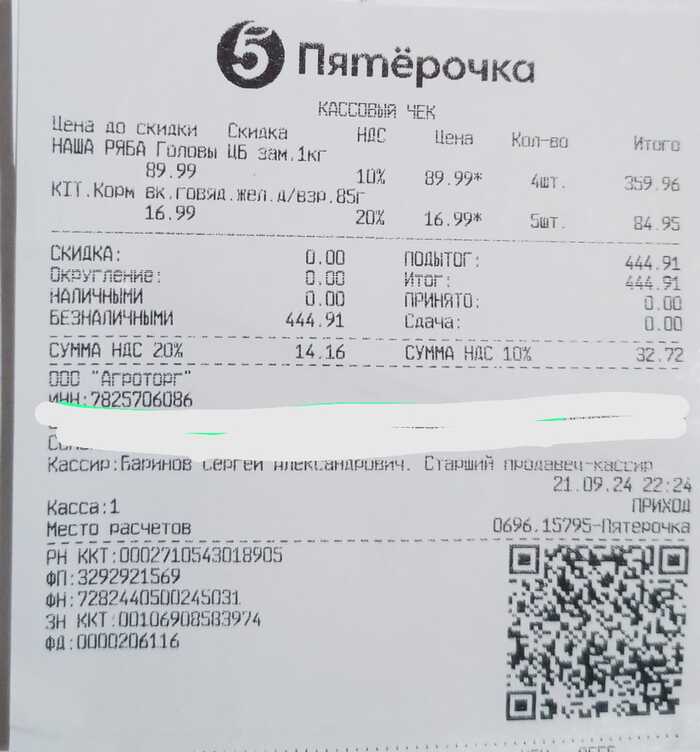 5 Пятёрочка
КАССОВЫЙ ЧЕК
Цена до скидки Скидка НДС Цена Кол-во Итого
НАША РЯБА Головы ЦБ зам.1кг
89.99 10% 89.99* 4шт. 359.96
KIT.Корм вк.говяд.жел.д/взр.85г
16.99 20% 16.99* 5шт. 84.95
СКИДКА: 0.00 ПОДЫТОГ: 444.91
Округление: 0.00 Итог: 444.91
НАЛИЧНЫМИ 0.00 ПРИНЯТО: 0.00
БЕЗНАЛИЧНЫМИ 444.91 Сдача: 0.00
СУММА НДС 20% 14.16 СУММА НДС 10% 32.72
ООО "Агроторг"
ИНН:7825706086
Кассир:Баринов Сергей Александрович. Старший продавец-кассир
21.09.24 22:24
Касса:1 ПРИХОД
Место расчетов 0696.15795-Пятерочка
РН ККТ:0002710543018905
ФП:3292921569
ФН:7282440500245031
ЗН ККТ:00106908583974
ФД:0000206116